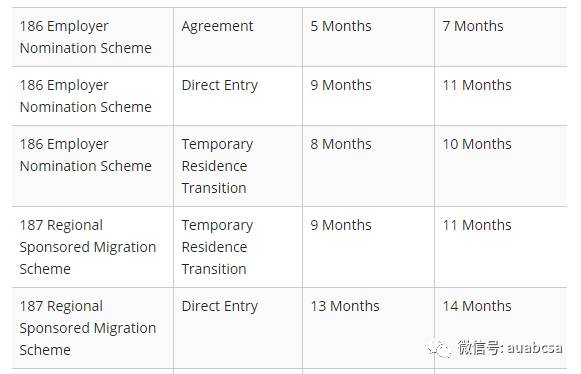 186 Employer
Nomination Scheme
Agreement
5 Months
7 Months
186 Employer
Nomination Scheme
Direct Entry
9 Months
11 Months
186 Employer
Nomination Scheme
Temporary
Residence
Transition
8 Months
10 Months
187 Regional
Sponsored Migration
Scheme
Temporary
Residence
Transition
9 Months
11 Months
187 Regional
Sponsored Migration
Scheme
Direct Entry
13 Months
14 Months
微信号: auabcsa